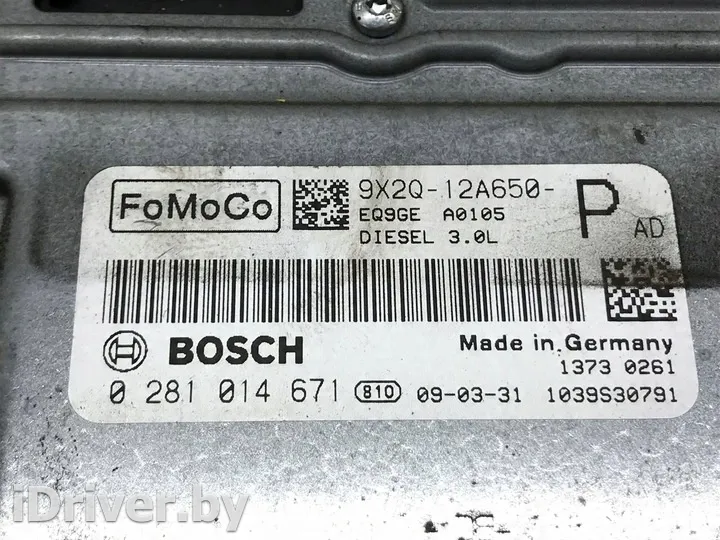 FoMoCo
9X2Q-12A650-
EQ9GE A0105
DIESEL 3.0L
P AD
BOSCH
Made in Germany
1373 0261
0 281 014 671 810 09-03-31 1039S30791
iDriver.by